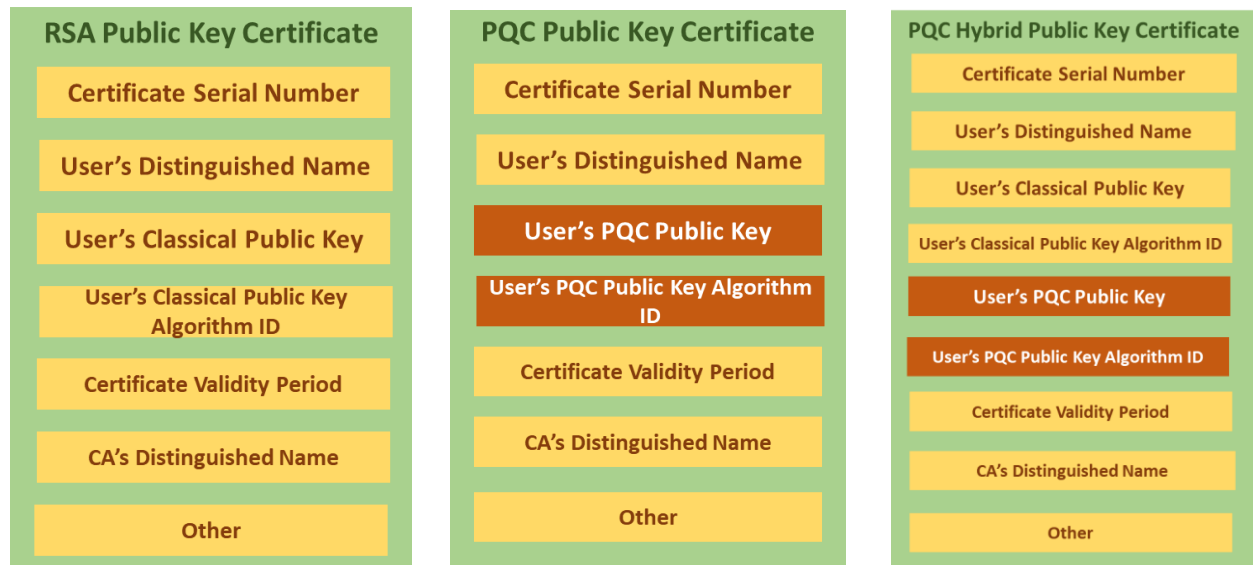 RSA Public Key Certificate
Certificate Serial Number
User’s Distinguished Name
User’s Classical Public Key
User’s Classical Public Key
Algorithm ID
Certificate Validity Period
CA’s Distinguished Name
Other
PQC Public Key Certificate
Certificate Serial Number
User’s Distinguished Name
User’s PQC Public Key
User’s PQC Public Key Algorithm
ID
Certificate Validity Period
CA’s Distinguished Name
Other
PQC Hybrid Public Key Certificate
Certificate Serial Number
User’s Distinguished Name
User’s Classical Public Key
User’s Classical Public Key Algorithm ID
User’s PQC Public Key
User’s PQC Public Key Algorithm ID
Certificate Validity Period
CA’s Distinguished Name
Other